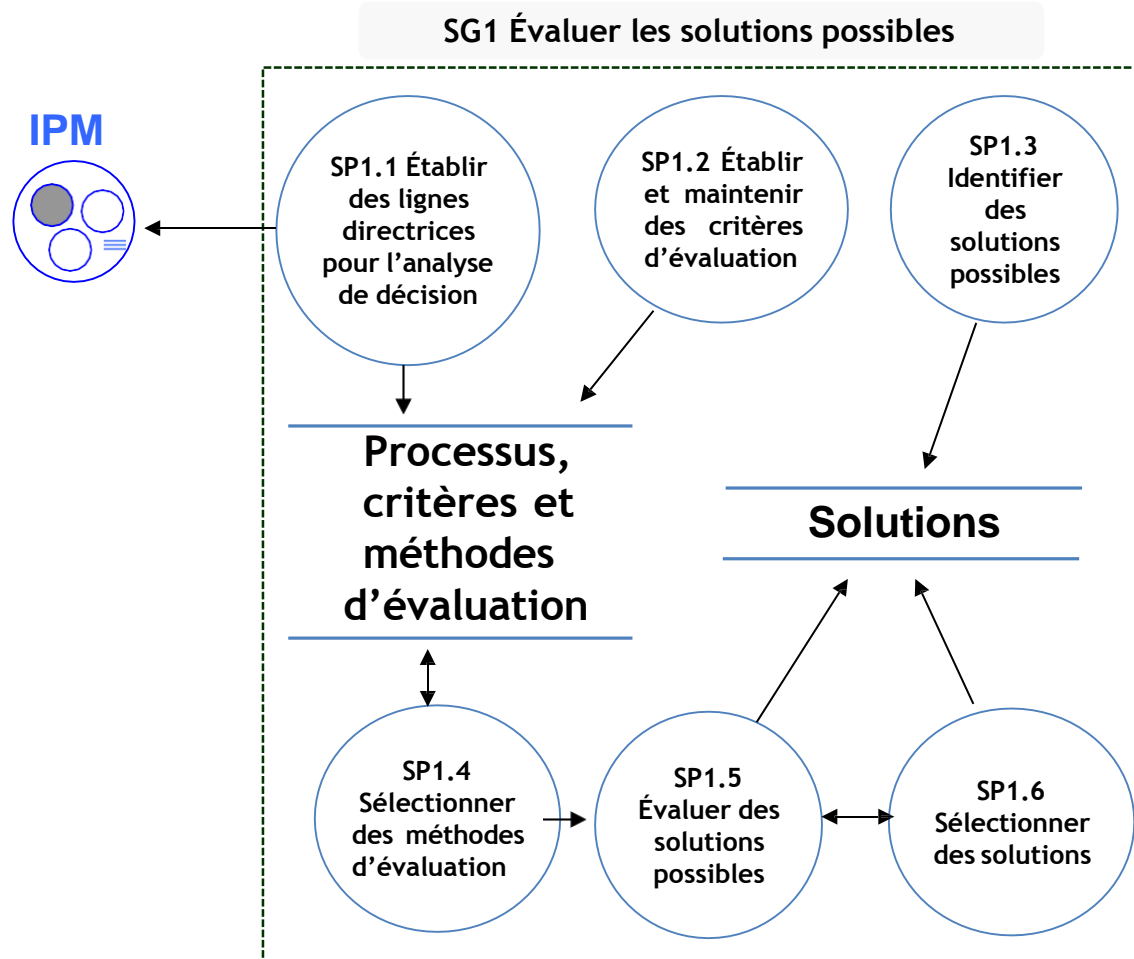 SG1 Évaluer les solutions possibles
IPM
SP1.1 Établir
des lignes
directrices
pour l’analyse
de décision
SP1.2 Établir
et maintenir
des critères
d’évaluation
SP1.3
Identifier
des
solutions
possibles
Processus,
critères et
méthodes
d’évaluation
Solutions
SP1.4
Sélectionner
des méthodes
d’évaluation
SP1.5
Évaluer des
solutions
possibles
SP1.6
Sélectionner
des solutions